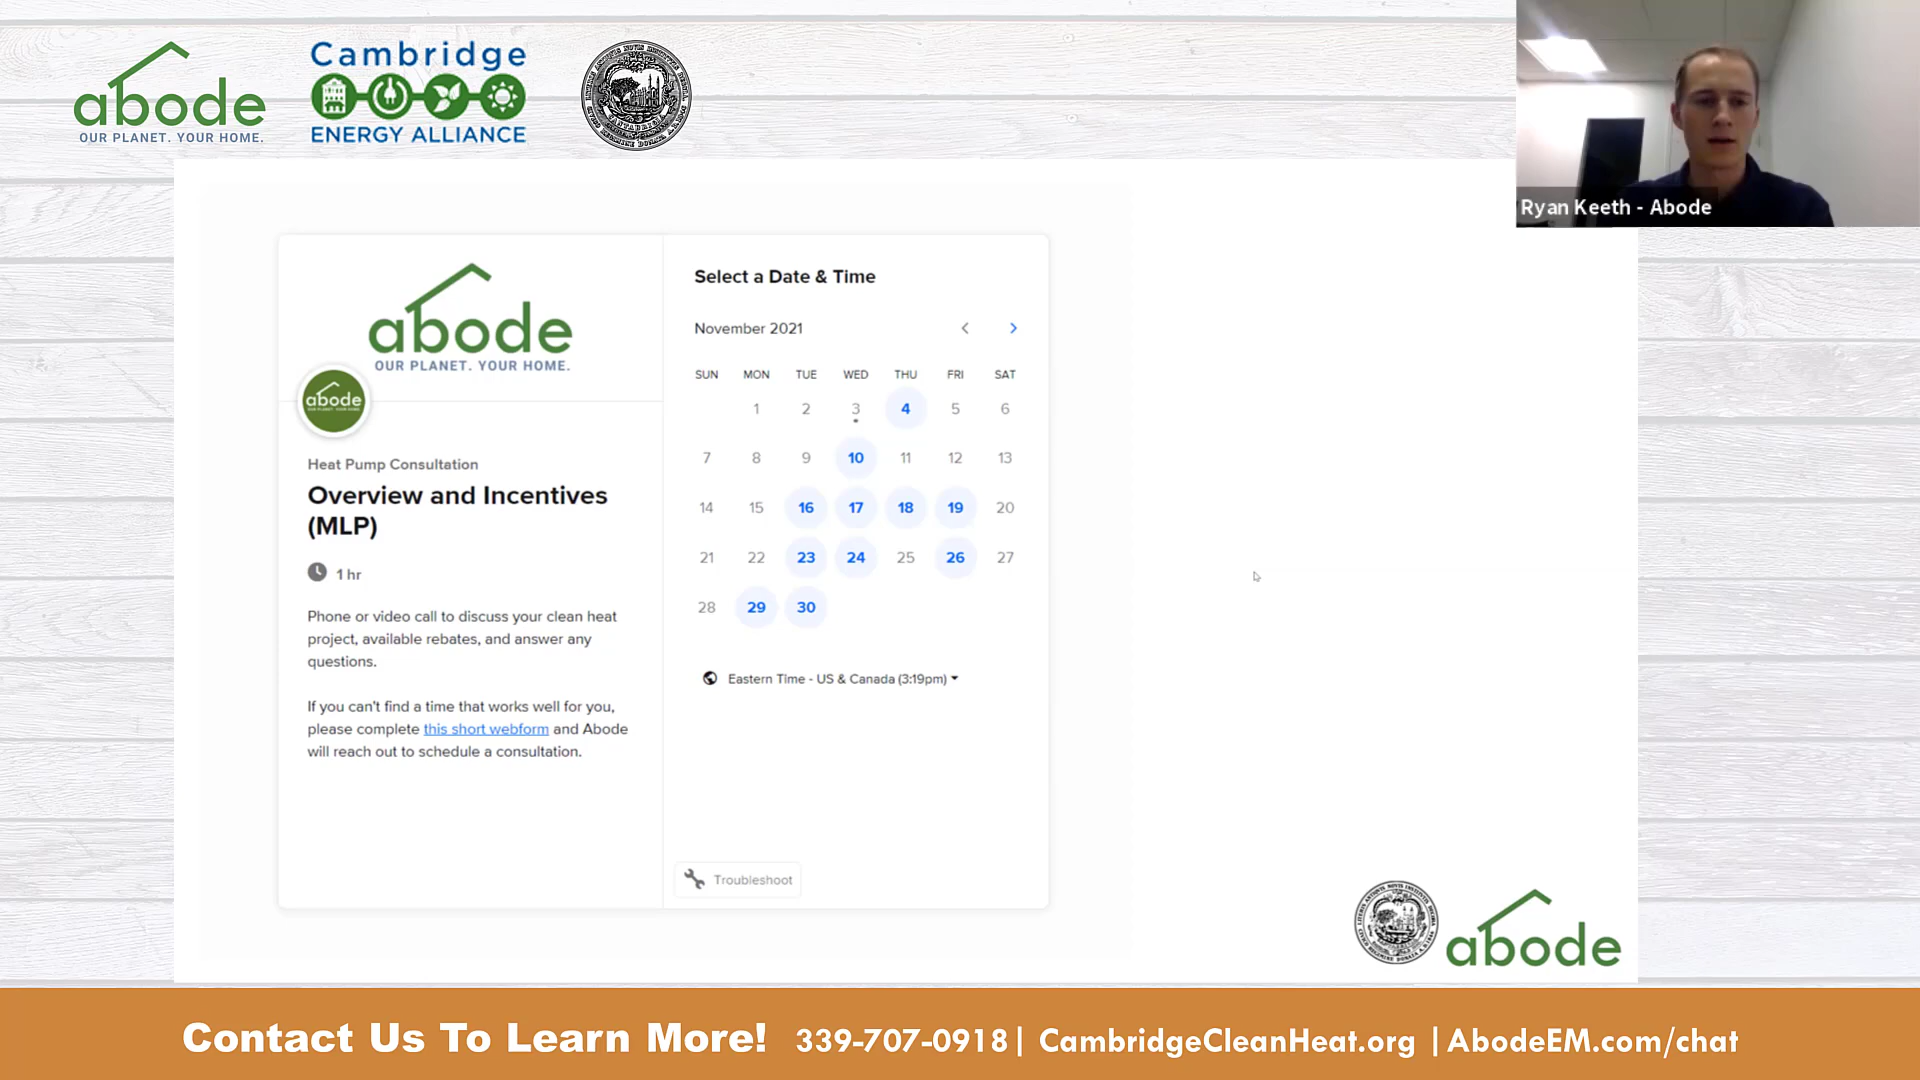 abode
OUR PLANET. YOUR HOME.
Cambridge
ENERGY ALLIANCE
Ryan Keeth - Abode
abode
OUR PLANET. YOUR HOME.
abode
Heat Pump Consultation
Overview and Incentives
(MLP)
1 hr
Phone or video call to discuss your clean heat
project, available rebates, and answer any
questions.
If you can't find a time that works well for you,
please complete this short webform and Abode
will reach out to schedule a consultation.
Select a Date & Time
November 2021
SUN MON TUE WED THU FRI SAT
1 2 3 4 5 6
7 8 9 10 11 12 13
14 15 16 17 18 19 20
21 22 23 24 25 26 27
28 29 30
Eastern Time - US & Canada (3:19pm)
Troubleshoot
abode
Contact Us To Learn More! 339-707-0918| CambridgeCleanHeat.org |AbodeEM.com/chat